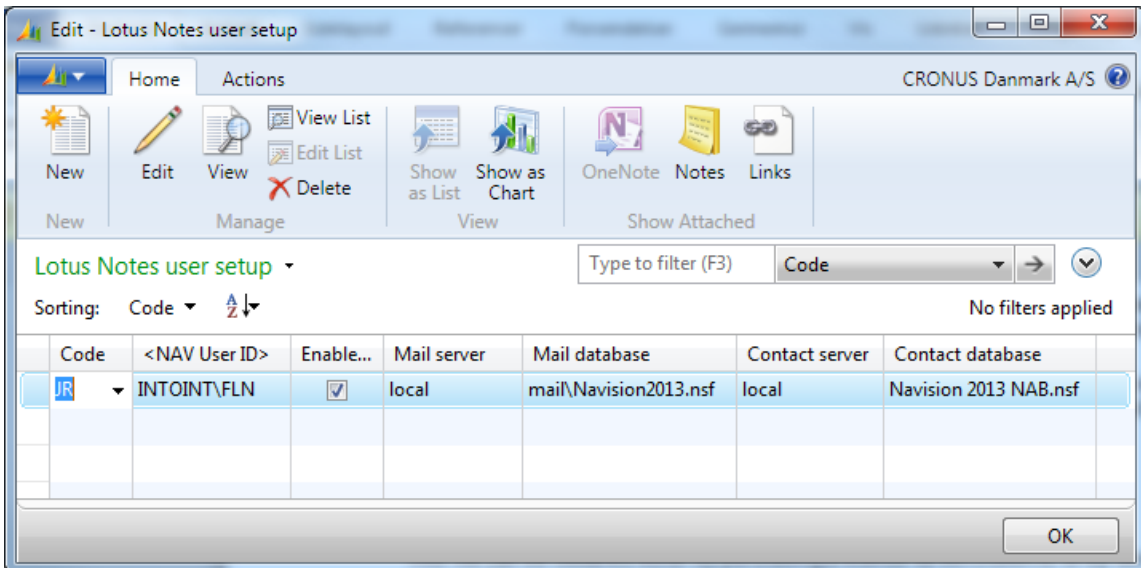 Edit - Lotus Notes user setup
Home Actions CRONUS Danmark A/S
New
Edit
View
View List
Edit List
Delete
Show as List
Show as Chart
OneNote
Notes
Links
New Manage View Show Attached
Lotus Notes user setup Type to filter (F3) Code
Sorting: Code A Z No filters applied
Code <NAV User ID> Enable... Mail server Mail database Contact server Contact database
JR INTOINT\FLN local mail\Navision2013.nsf local Navision 2013 NAB.nsf
OK